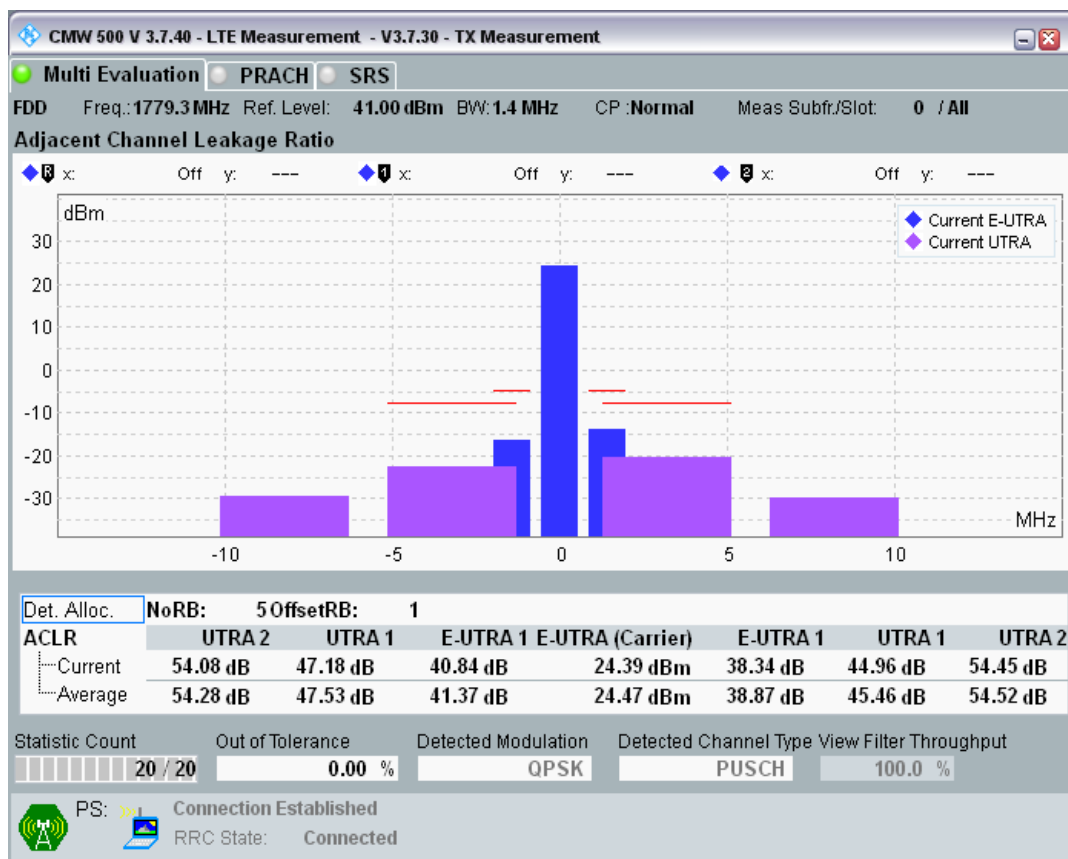 CMW 500 V 3.7.40 - LTE Measurement - V3.7.30 - TX Measurement
Multi Evaluation PRACH SRS
FDD Freq.: 1779.3 MHz Ref. Level: 41.00 dBm BW: 1.4 MHz CP :Normal Meas Subfr./Slot: 0 / All
Adjacent Channel Leakage Ratio
R x: Off y: --- 1 x: Off y: --- 2 x: Off y: ---
dBm
Current E-UTRA
Current UTRA
30
20
10
0
-10
-20
-30
MHz
-10 -5 0 5 10
Det. Alloc. NoRB: 5 OffsetRB: 1
ACLR UTRA 2 UTRA 1 E-UTRA 1 E-UTRA (Carrier) E-UTRA 1 UTRA 1 UTRA 2
Current 54.08 dB 47.18 dB 40.84 dB 24.39 dBm 38.34 dB 44.96 dB 54.45 dB
Average 54.28 dB 47.53 dB 41.37 dB 24.47 dBm 38.87 dB 45.46 dB 54.52 dB
Statistic Count Out of Tolerance Detected Modulation Detected Channel Type View Filter Throughput
20 / 20 0.00 % QPSK PUSCH 100.0 %
PS: Connection Established
RRC State: Connected